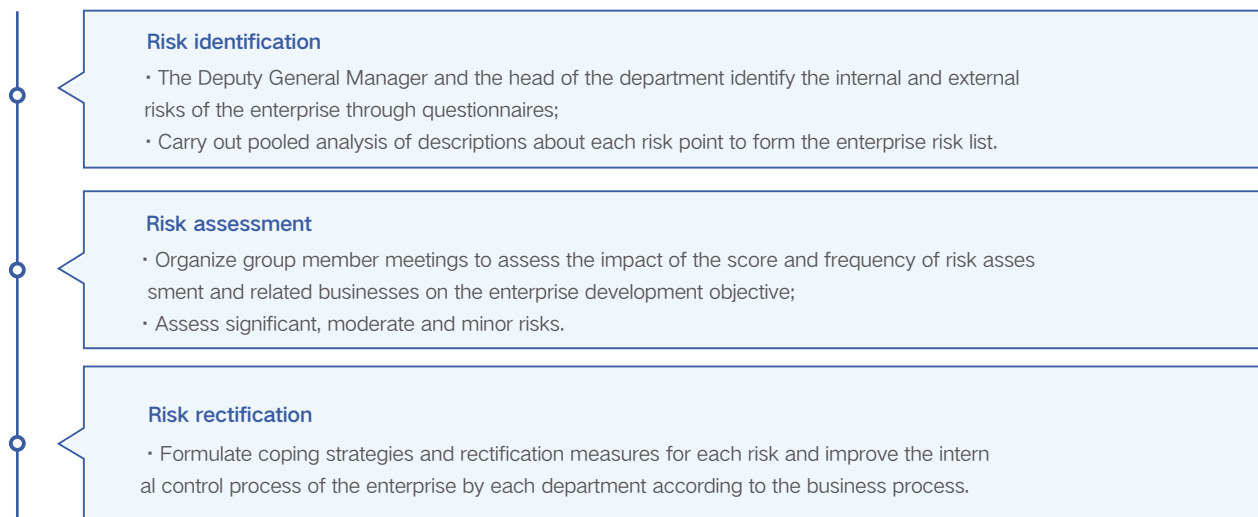 Risk identification
· The Deputy General Manager and the head of the department identify the internal and external
risks of the enterprise through questionnaires;
· Carry out pooled analysis of descriptions about each risk point to form the enterprise risk list.
Risk assessment
· Organize group member meetings to assess the impact of the score and frequency of risk asses
sment and related businesses on the enterprise development objective;
· Assess significant, moderate and minor risks.
Risk rectification
· Formulate coping strategies and rectification measures for each risk and improve the intern
al control process of the enterprise by each department according to the business process.